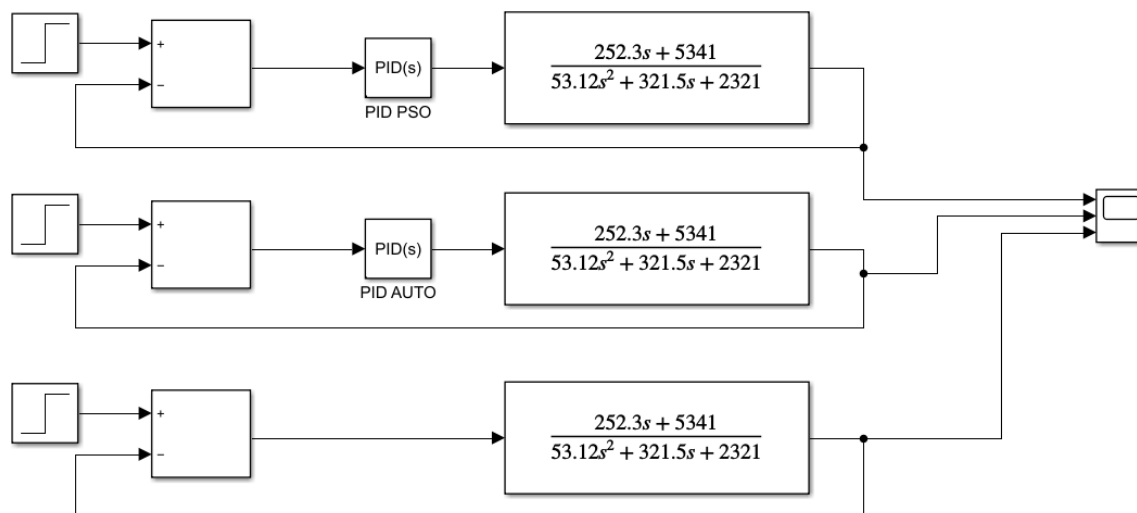 +
−
PID(s)
PID PSO
252.3s + 5341
53.12s² + 321.5s + 2321
+
−
PID(s)
PID AUTO
252.3s + 5341
53.12s² + 321.5s + 2321
+
−
252.3s + 5341
53.12s² + 321.5s + 2321